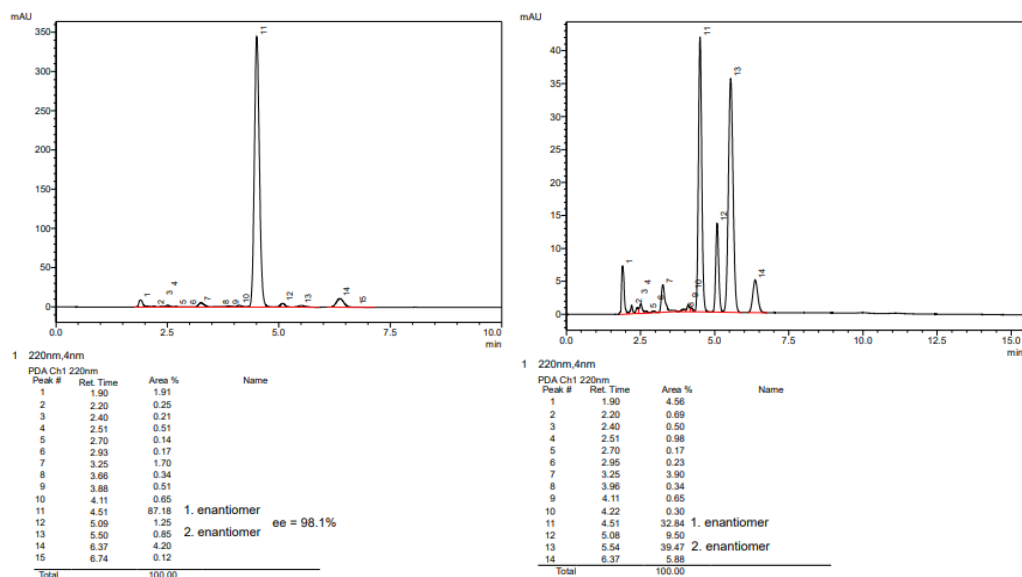 mAU
350
300
250
200
150
100
50
0
1
2
3
4
5
6
7
8
9
10
11
12
13
14
15
0.0
2.5
5.0
7.5
10.0
min
1 220nm,4nm
PDA Ch1 220nm
Peak # Ret. Time Area % Name
1 1.90 1.91
2 2.20 0.25
3 2.40 0.21
4 2.51 0.51
5 2.70 0.14
6 2.93 0.17
7 3.25 1.70
8 3.66 0.34
9 3.88 0.51
10 4.11 0.65
11 4.51 87.18 1. enantiomer
12 5.09 1.25 ee = 98.1%
13 5.50 0.85 2. enantiomer
14 6.37 4.20
15 6.74 0.12
Total 100.00
mAU
40
35
30
25
20
15
10
5
0
1
2
3
4
5
6
7
8
9
10
11
12
13
14
0.0
2.5
5.0
7.5
10.0
12.5
15.0
min
1 220nm,4nm
PDA Ch1 220nm
Peak # Ret. Time Area % Name
1 1.90 4.56
2 2.20 0.69
3 2.40 0.50
4 2.51 0.98
5 2.70 0.17
6 2.95 0.23
7 3.25 3.90
8 3.96 0.34
9 4.11 0.65
10 4.22 0.30
11 4.51 32.84 1. enantiomer
12 5.08 9.50
13 5.54 39.47 2. enantiomer
14 6.37 5.88
Total 100.00